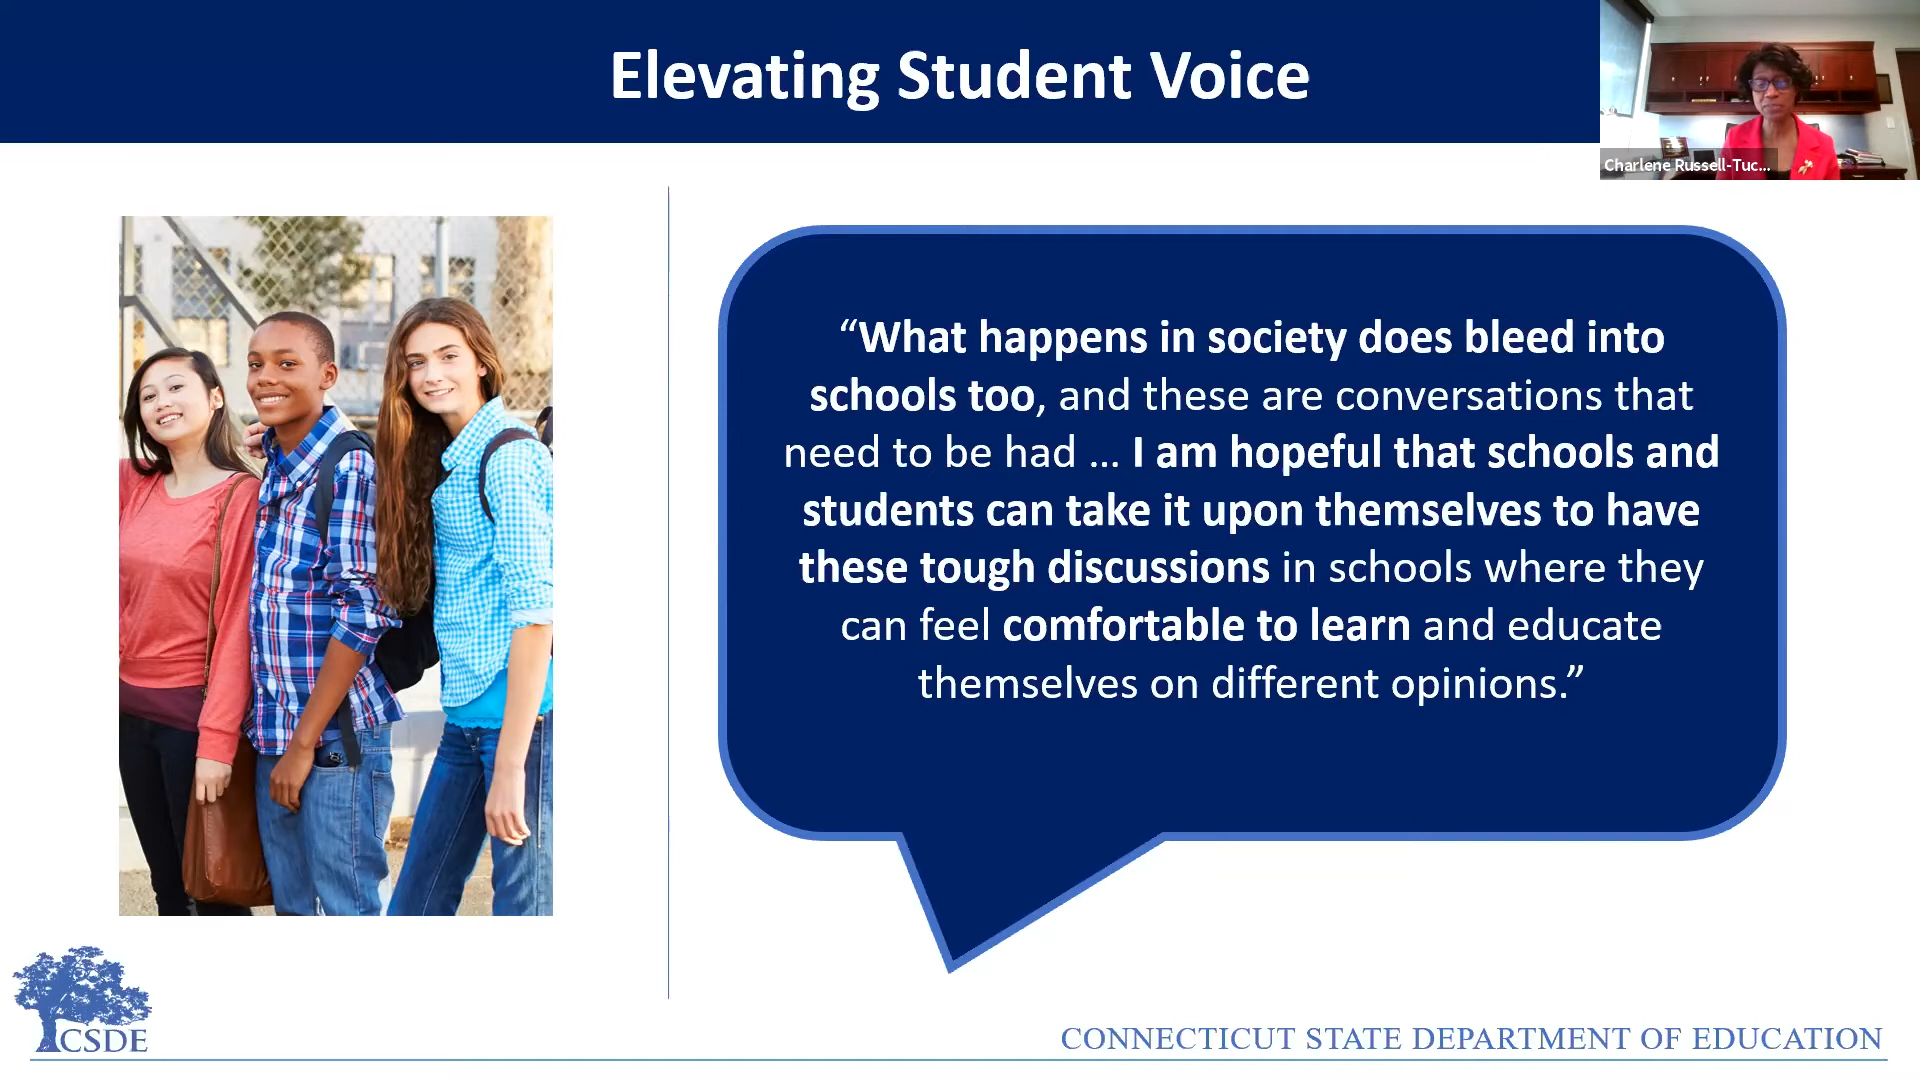 Elevating Student Voice
Charlene Russell-Tuc...
“What happens in society does bleed into
schools too, and these are conversations that
need to be had … I am hopeful that schools and
students can take it upon themselves to have
these tough discussions in schools where they
can feel comfortable to learn and educate
themselves on different opinions.”
CSDE
CONNECTICUT STATE DEPARTMENT OF EDUCATION